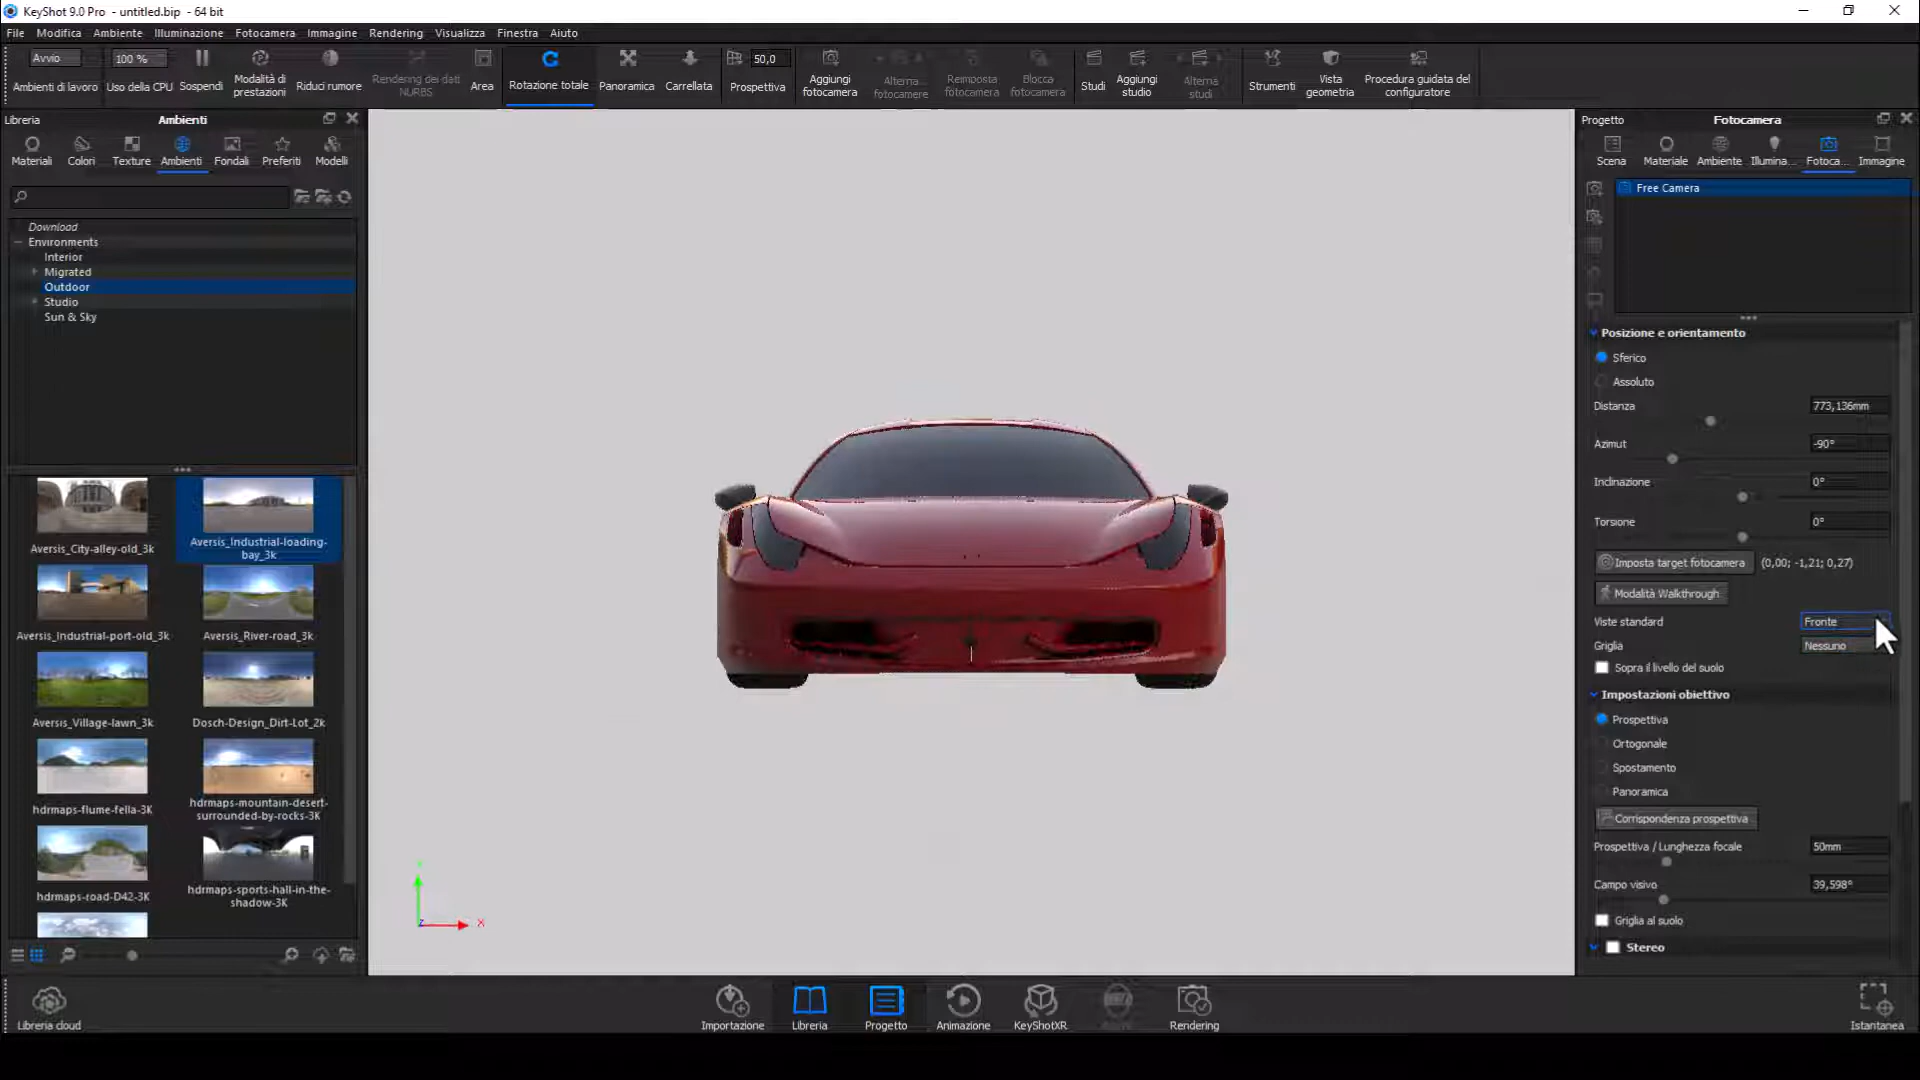 KeyShot 9.0 Pro - untitled.bip - 64 bit
File Modifica Ambiente Illuminazione Fotocamera Immagine Rendering Visualizza Strumenti Finestra Aiuto
Avvio
100 %
50,0
Ambienti di lavoro
Uso della CPU
Sospendi
Modalità di prestazioni
Riduci rumore
Rendering dei dati NURBS
Area
Rotazione totale
Panoramica
Carrellata
Prospettiva
Aggiungi fotocamera
Alterna fotocamere
Reimposta fotocamera
Blocca fotocamera
Studi
Aggiungi studio
Alterna studi
Strumenti
Vista geometria
Procedura guidata del configuratore
Libreria
Ambienti
Materiali
Colori
Texture
Ambienti
Fondali
Preferiti
Modelli
Download
Environments
Interior
Migrated
Outdoor
Studio
Sun & Sky
Aversis_City-alley-old_3k
Aversis_Industrial-loading-bay_3k
Aversis_Industrial-port-old_3k
Aversis_River-road_3k
Aversis_Village-lawn_3k
Dosch-Design_Dirt-Lot_2k
hdrmaps-flume-fella-3K
hdrmaps-mountain-desert-surrounded-by-rocks-3K
hdrmaps-road-D42-3K
hdrmaps-sports-hall-in-the-shadow-3K
X
Z
Progetto
Fotocamera
Scena
Materiale
Ambiente
Illumina...
Fotoca...
Immagine
Free Camera
Posizione e orientamento
Sferico
Assoluto
Distanza 773,136mm
Azimut -90°
Inclinazione 0°
Torsione 0°
Imposta target fotocamera (0,00; -1,21; 0,27)
Modalità Walkthrough
Viste standard Fronte
Griglia Nessuno
Sopra il livello del suolo
Impostazioni obiettivo
Prospettiva
Ortogonale
Spostamento
Panoramica
Corrispondenza prospettiva
Prospettiva / Lunghezza focale 50mm
Campo visivo 39,598°
Griglia al suolo
Stereo
Libreria cloud
Importazione
Libreria
Progetto
Animazione
KeyShotXR
Rendering
Istantanea